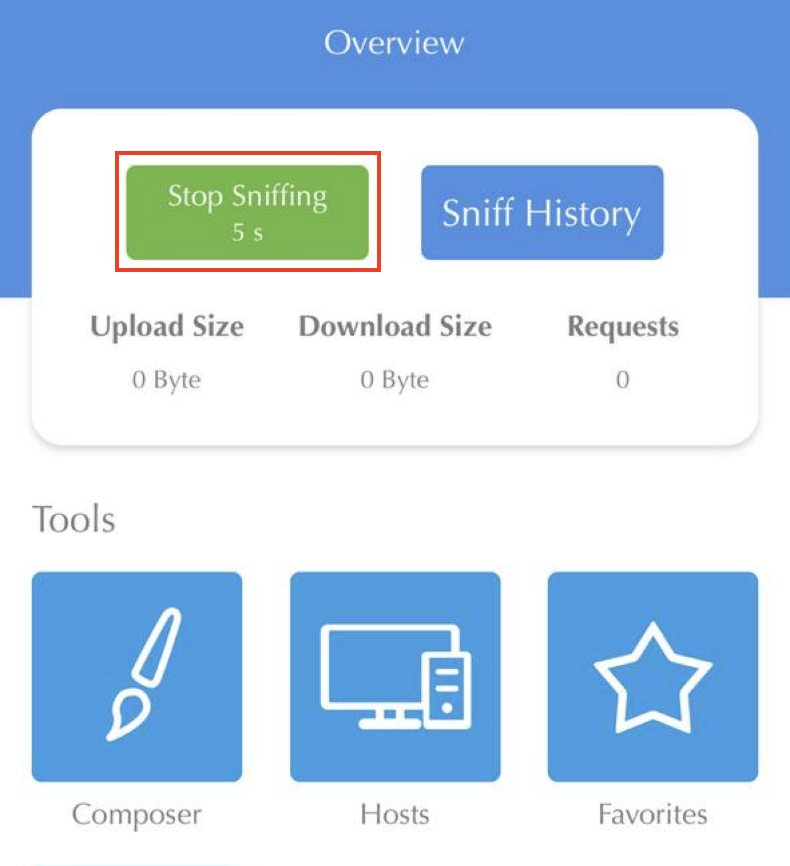 Overview
Stop Sniffing
5 s
Sniff History
Upload Size
Download Size
Requests
0 Byte
0 Byte
0
Tools
Composer
Hosts
Favorites